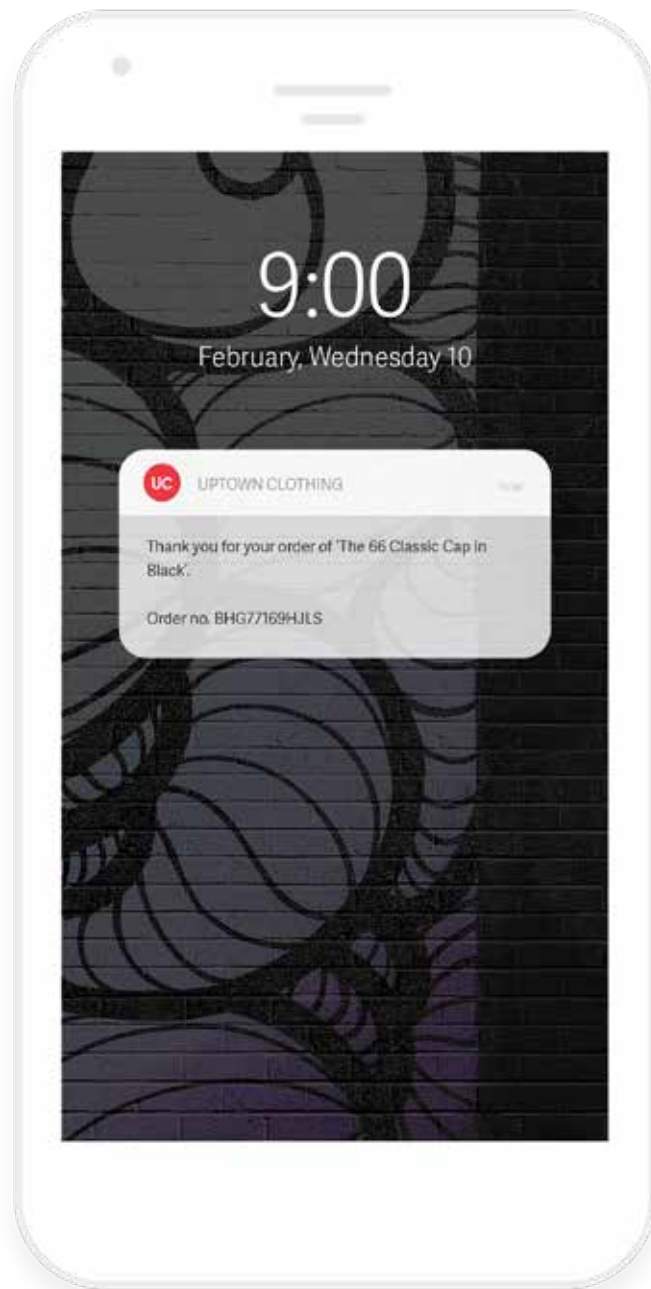 9:00
February, Wednesday 10
UC UPTOWN CLOTHING now
Thank you for your order of 'The 66 Classic Cap in
Black'.
Order no. BHG77169HJLS